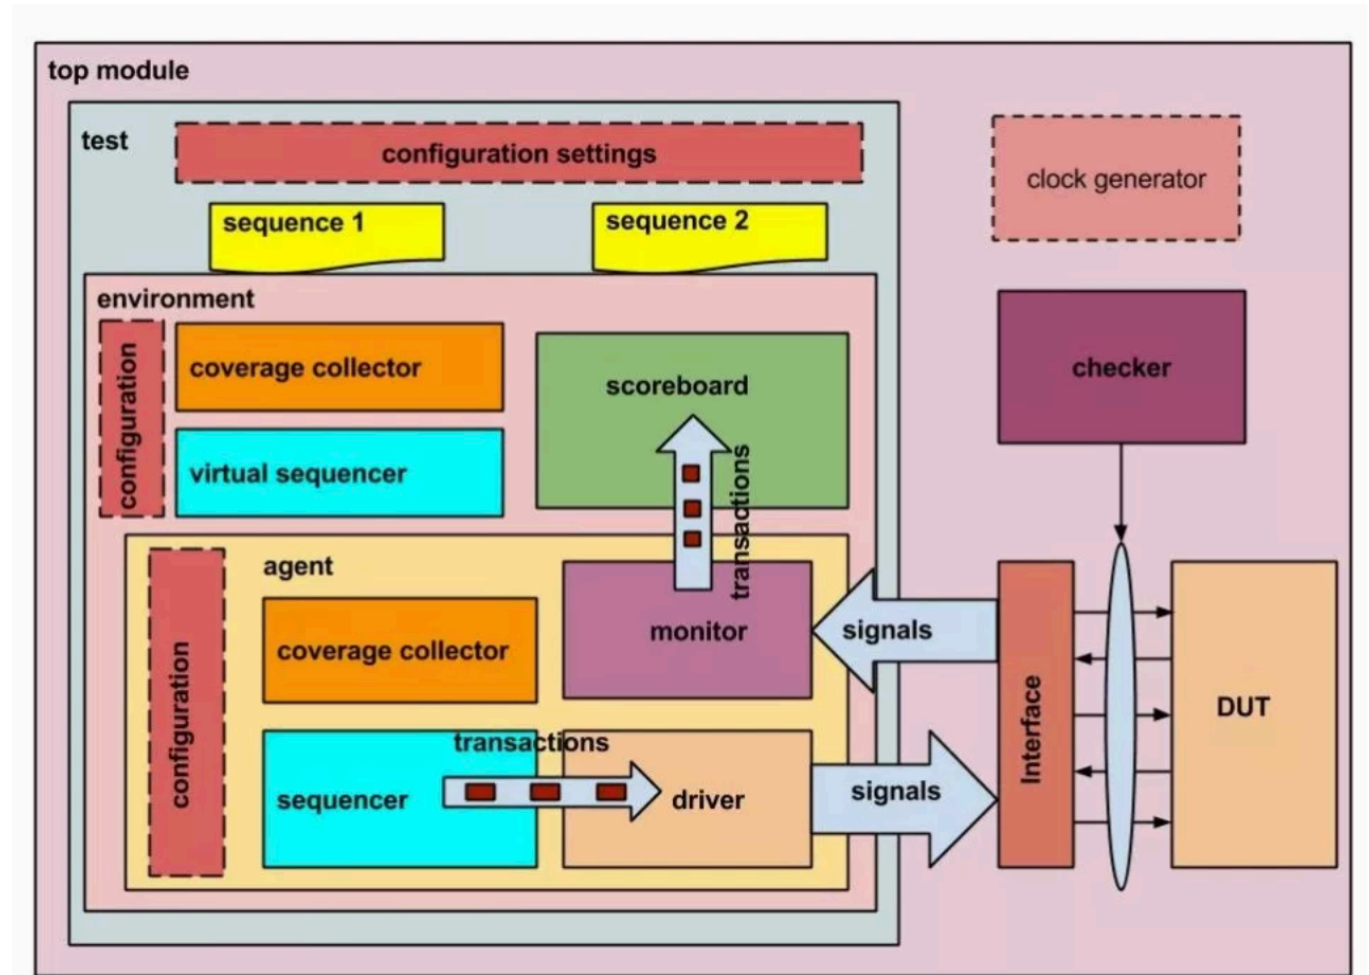 top module
test
configuration settings
clock generator
sequence 1
sequence 2
environment
configuration
coverage collector
scoreboard
checker
virtual sequencer
transactions
agent
configuration
coverage collector
monitor
signals
Interface
DUT
transactions
sequencer
driver
signals